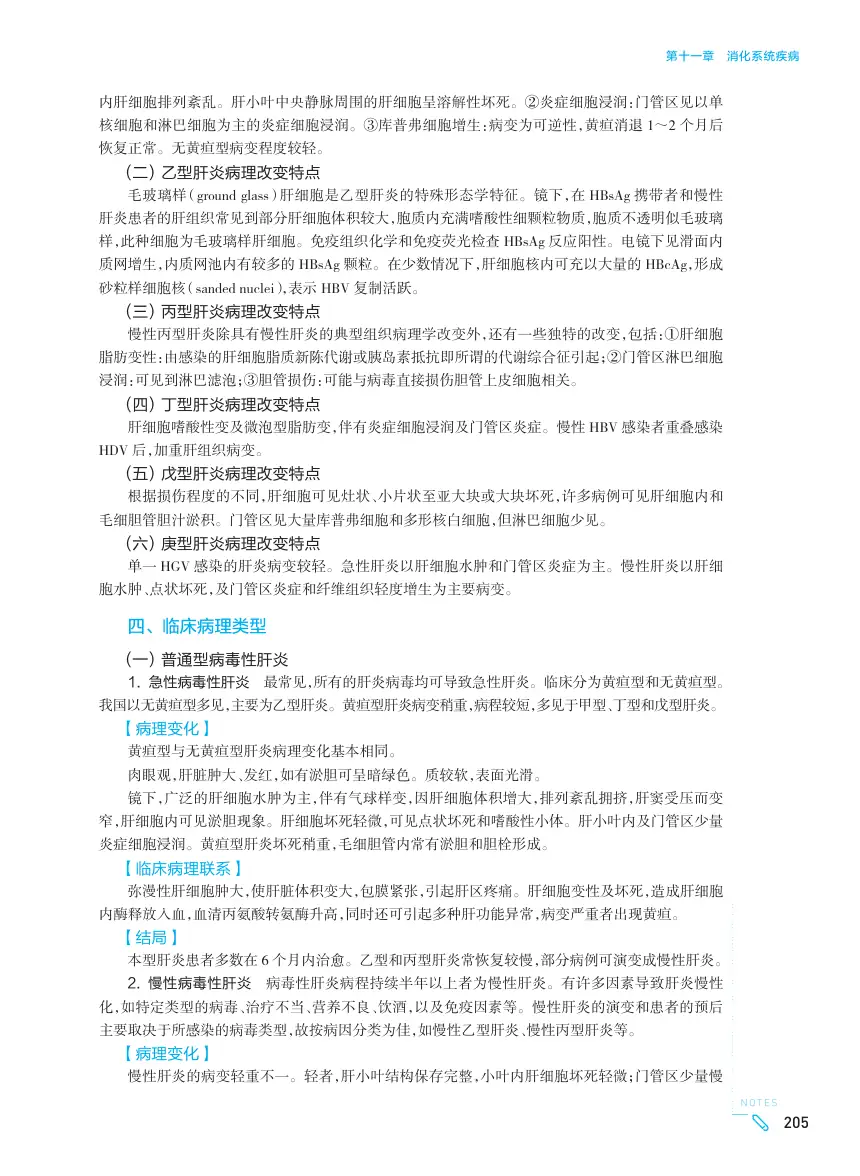 第十一章　消化系统疾病
内肝细胞排列紊乱。肝小叶中央静脉周围的肝细胞呈溶解性坏死。②炎症细胞浸润:门管区见以单
核细胞和淋巴细胞为主的炎症细胞浸润。③库普弗细胞增生:病变为可逆性,黄疸消退 1～2 个月后
恢复正常。无黄疸型病变程度较轻。
（二）乙型肝炎病理改变特点
毛玻璃样（ground glass）肝细胞是乙型肝炎的特殊形态学特征。镜下,在 HBsAg 携带者和慢性
肝炎患者的肝组织常见到部分肝细胞体积较大,胞质内充满嗜酸性细颗粒物质,胞质不透明似毛玻璃
样,此种细胞为毛玻璃样肝细胞。免疫组织化学和免疫荧光检查 HBsAg 反应阳性。电镜下见滑面内
质网增生,内质网池内有较多的 HBsAg 颗粒。在少数情况下,肝细胞核内可充以大量的 HBcAg,形成
砂粒样细胞核（sanded nuclei）,表示 HBV 复制活跃。
（三）丙型肝炎病理改变特点
慢性丙型肝炎除具有慢性肝炎的典型组织病理学改变外,还有一些独特的改变,包括:①肝细胞
脂肪变性:由感染的肝细胞脂质新陈代谢或胰岛素抵抗即所谓的代谢综合征引起;②门管区淋巴细胞
浸润:可见到淋巴滤泡;③胆管损伤:可能与病毒直接损伤胆管上皮细胞相关。
（四）丁型肝炎病理改变特点
肝细胞嗜酸性变及微泡型脂肪变,伴有炎症细胞浸润及门管区炎症。慢性 HBV 感染者重叠感染
HDV 后,加重肝组织病变。
（五）戊型肝炎病理改变特点
根据损伤程度的不同,肝细胞可见灶状、小片状至亚大块或大块坏死,许多病例可见肝细胞内和
毛细胆管胆汁淤积。门管区见大量库普弗细胞和多形核白细胞,但淋巴细胞少见。
（六）庚型肝炎病理改变特点
单一 HGV 感染的肝炎病变较轻。急性肝炎以肝细胞水肿和门管区炎症为主。慢性肝炎以肝细
胞水肿、点状坏死,及门管区炎症和纤维组织轻度增生为主要病变。
四、临床病理类型
（一）普通型病毒性肝炎
1. 急性病毒性肝炎　最常见,所有的肝炎病毒均可导致急性肝炎。临床分为黄疸型和无黄疸型。
我国以无黄疸型多见,主要为乙型肝炎。黄疸型肝炎病变稍重,病程较短,多见于甲型、丁型和戊型肝炎。
【病理变化】
黄疸型与无黄疸型肝炎病理变化基本相同。
肉眼观,肝脏肿大、发红,如有淤胆可呈暗绿色。质较软,表面光滑。
镜下,广泛的肝细胞水肿为主,伴有气球样变,因肝细胞体积增大,排列紊乱拥挤,肝窦受压而变
窄,肝细胞内可见淤胆现象。肝细胞坏死轻微,可见点状坏死和嗜酸性小体。肝小叶内及门管区少量
炎症细胞浸润。黄疸型肝炎坏死稍重,毛细胆管内常有淤胆和胆栓形成。
【临床病理联系】
弥漫性肝细胞肿大,使肝脏体积变大,包膜紧张,引起肝区疼痛。肝细胞变性及坏死,造成肝细胞
内酶释放入血,血清丙氨酸转氨酶升高,同时还可引起多种肝功能异常,病变严重者出现黄疸。
【结局】
本型肝炎患者多数在 6 个月内治愈。乙型和丙型肝炎常恢复较慢,部分病例可演变成慢性肝炎。
2. 慢性病毒性肝炎　病毒性肝炎病程持续半年以上者为慢性肝炎。有许多因素导致肝炎慢性
化,如特定类型的病毒、治疗不当、营养不良、饮酒,以及免疫因素等。慢性肝炎的演变和患者的预后
主要取决于所感染的病毒类型,故按病因分类为佳,如慢性乙型肝炎、慢性丙型肝炎等。
【病理变化】
慢性肝炎的病变轻重不一。轻者,肝小叶结构保存完整,小叶内肝细胞坏死轻微;门管区少量慢
NOTES
205